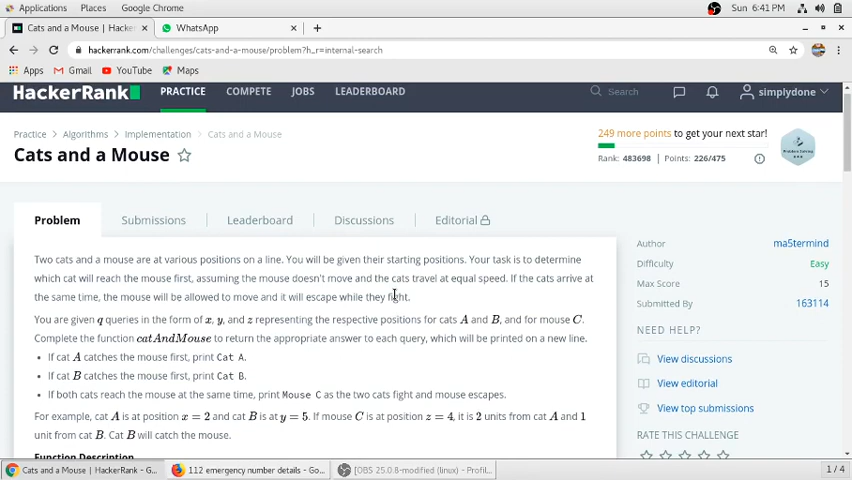 Applications Places Google Chrome Sun 6:41 PM
Cats and a Mouse | Hacker WhatsApp
hackerrank.com/challenges/cats-and-a-mouse/problem?h_r=internal-search
Apps Gmail YouTube Maps
HackerRank PRACTICE COMPETE JOBS LEADERBOARD Search simplydone
Practice > Algorithms > Implementation > Cats and a Mouse
249 more points to get your next star!
Cats and a Mouse
Rank: 483698 | Points: 226/475
Problem Submissions Leaderboard Discussions Editorial
Two cats and a mouse are at various positions on a line. You will be given their starting positions. Your task is to determine
which cat will reach the mouse first, assuming the mouse doesn't move and the cats travel at equal speed. If the cats arrive at
the same time, the mouse will be allowed to move and it will escape while they fight.
You are given q queries in the form of x, y, and z representing the respective positions for cats A and B, and for mouse C.
Complete the function catAndMouse to return the appropriate answer to each query, which will be printed on a new line.
• If cat A catches the mouse first, print Cat A.
• If cat B catches the mouse first, print Cat B.
• If both cats reach the mouse at the same time, print Mouse C as the two cats fight and mouse escapes.
For example, cat A is at position x = 2 and cat B is at y = 5. If mouse C is at position z = 4, it is 2 units from cat A and 1
unit from cat B. Cat B will catch the mouse.
Function Description
Author ma5termind
Difficulty Easy
Max Score 15
Submitted By 163114
NEED HELP?
View discussions
View editorial
View top submissions
RATE THIS CHALLENGE
Cats and a Mouse | HackerRank - G... 112 emergency number details - Go... [OBS 25.0.8-modified (linux) - Profil... 1 / 4